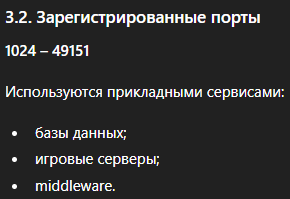 3.2. Зарегистрированные порты
1024 – 49151
Используются прикладными сервисами:
• базы данных;
• игровые серверы;
• middleware.